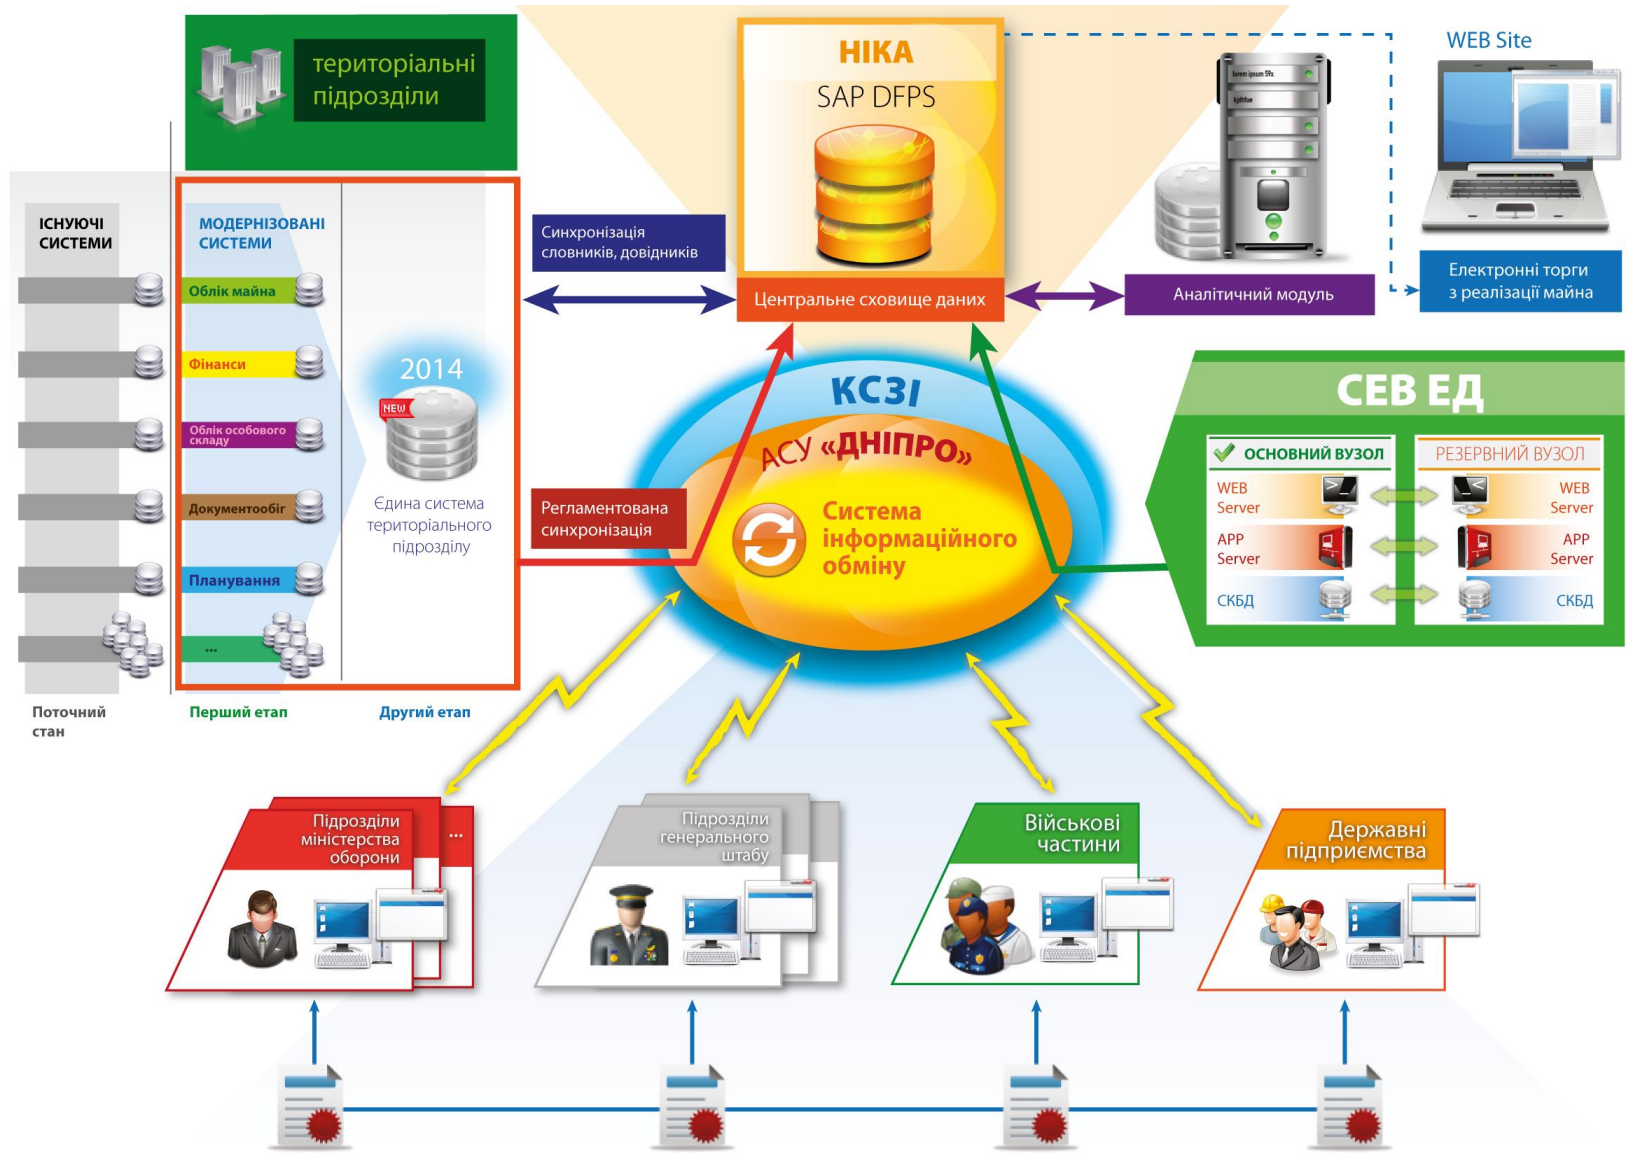 територіальні
підрозділи
НІКА
SAP DFPS
Центральне сховище даних
lorem ipsum 59x
kjdhfue
WEB Site
Електронні торги
з реалізації майна
Аналітичний модуль
Синхронізація
словників, довідників
ІСНУЮЧІ
СИСТЕМИ
МОДЕРНІЗОВАНІ
СИСТЕМИ
Облік майна
Фінанси
Облік особового
складу
Документообіг
Планування
...
2014
NEW
Єдина система
територіального
підрозділу
Поточний
стан
Перший етап
Другий етап
Регламентована
синхронізація
КСЗІ
АСУ «ДНІПРО»
Система
інформаційного
обміну
СЕВ ЕД
ОСНОВНИЙ ВУЗОЛ
WEB
Server
APP
Server
СКБД
РЕЗЕРВНИЙ ВУЗОЛ
WEB
Server
APP
Server
СКБД
Підрозділи
міністерства
оборони
...
Підрозділи
генерального
штабу
Військові
частини
Державні
підприємства